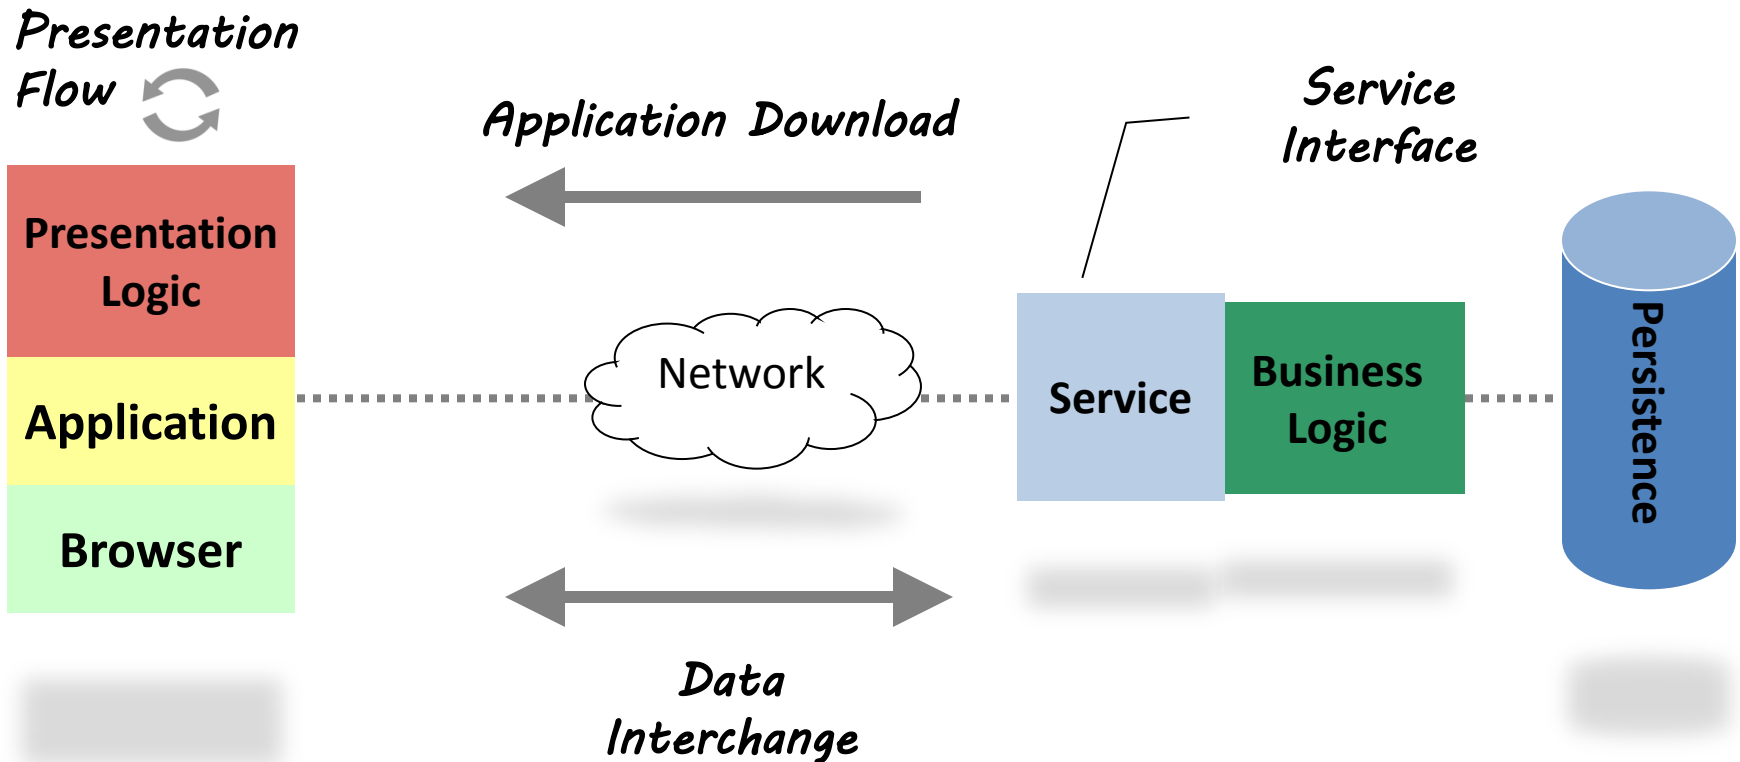 Presentation
Flow
Application Download
Service
Interface
Presentation
Logic
Application
Browser
Network
Service
Business
Logic
Persistence
Data
Interchange